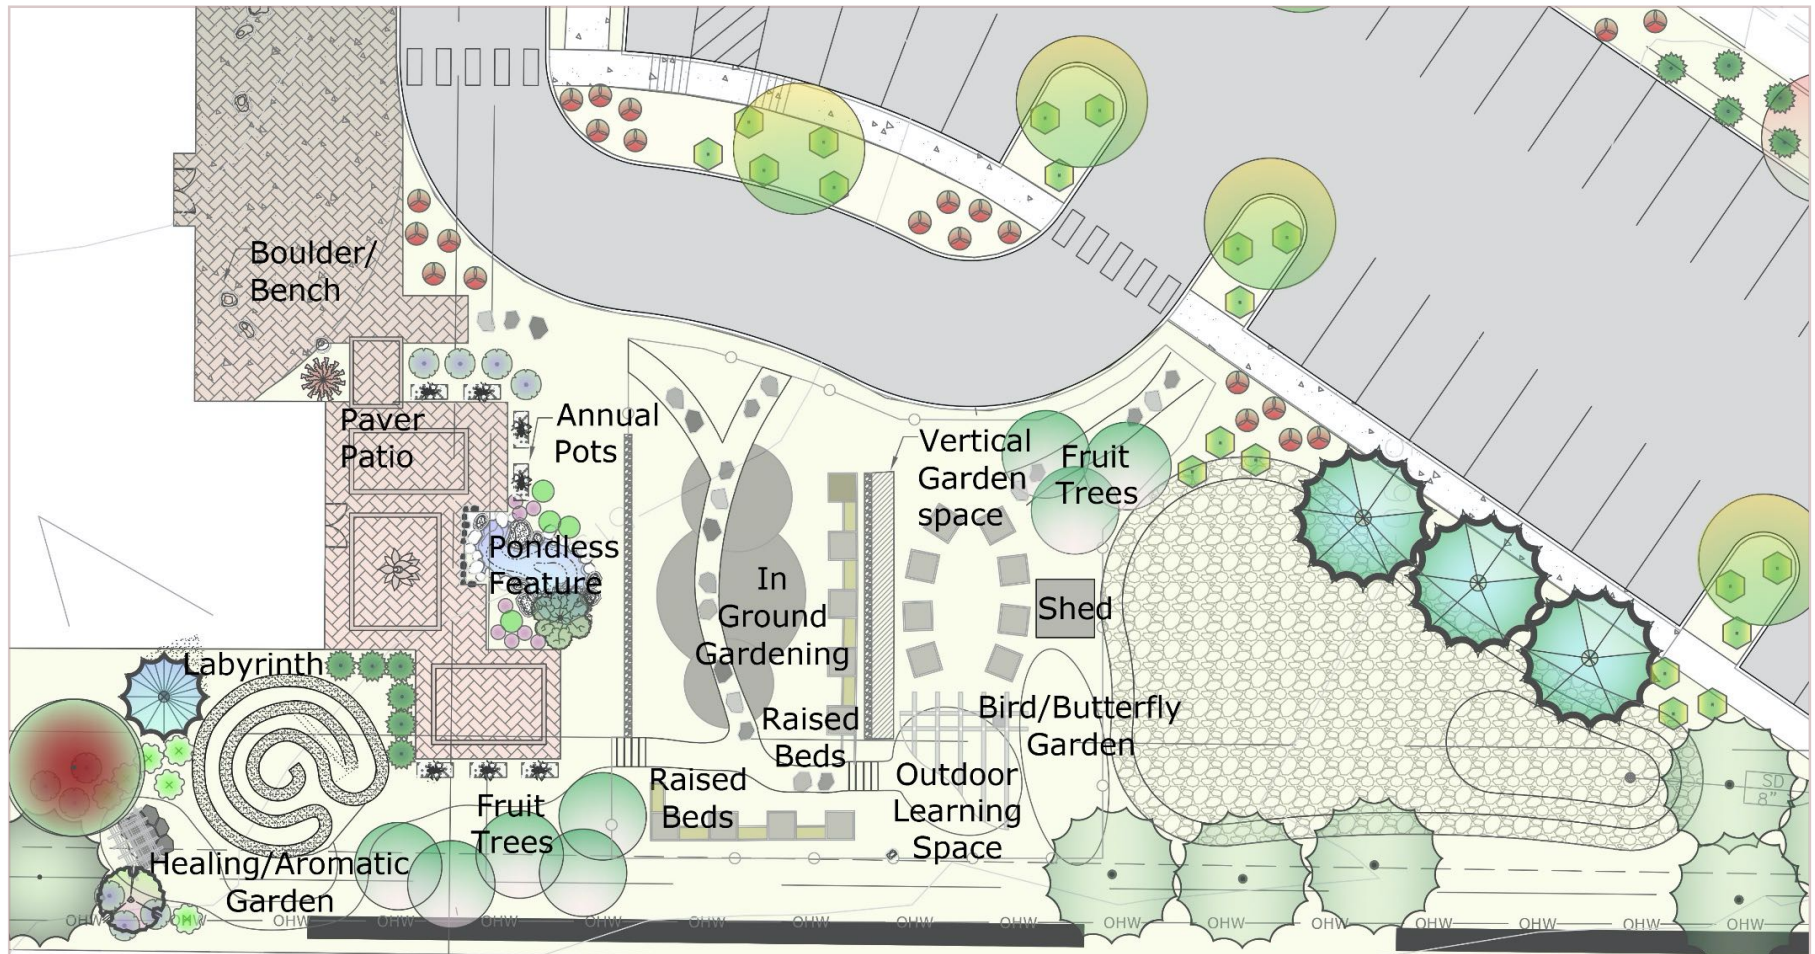 Boulder/
Bench
Paver
Patio
Annual
Pots
Vertical
Garden
space
Fruit
Trees
Pondless
Feature
In
Ground
Gardening
Shed
Labyrinth
Raised
Beds
Bird/Butterfly
Garden
Raised
Beds
Outdoor
Learning
Space
Fruit
Trees
SD
8"
Healing/Aromatic
Garden
OHW OHW OHW OHW OHW OHW OHW OHW OHW OHW OHW OHW OHW OHW OHW OHW OHW